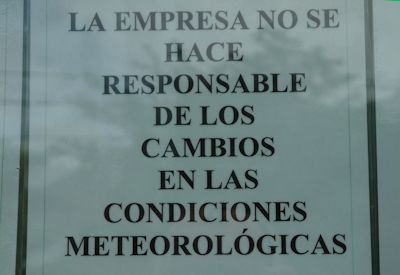 LA EMPRESA NO SE
HACE
RESPONSABLE
DE LOS
CAMBIOS
EN LAS
CONDICIONES
METEOROLÓGICAS